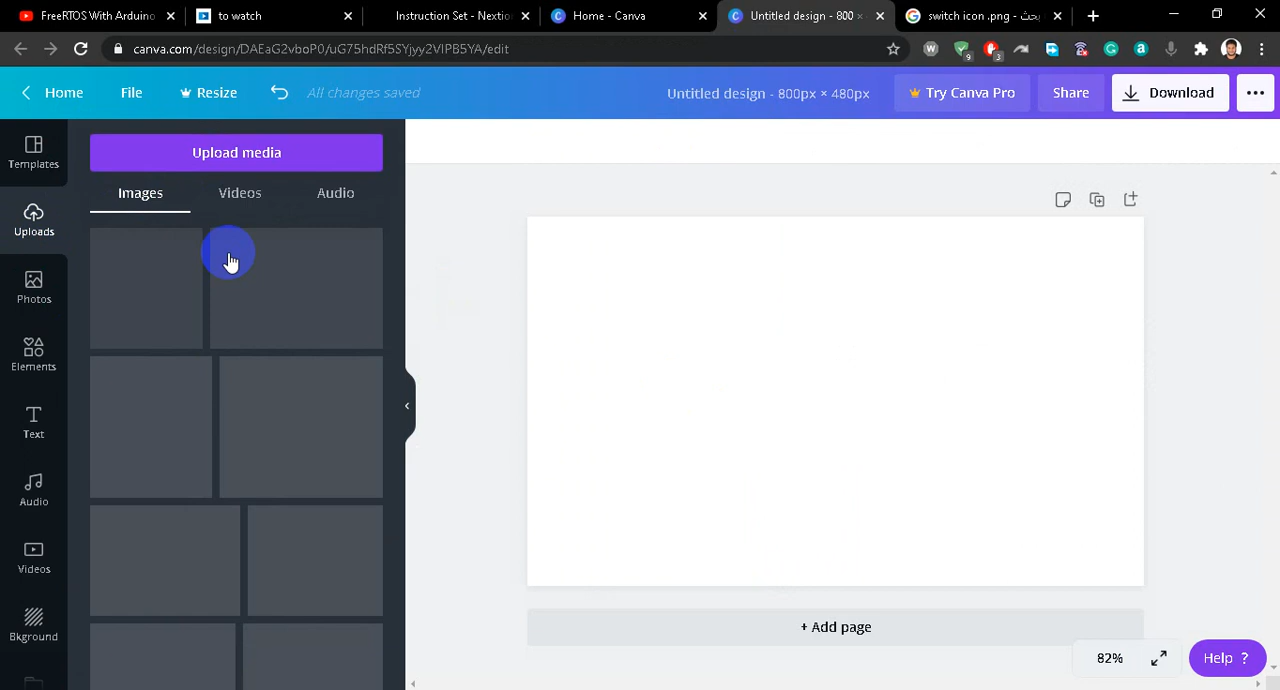 FreeRTOS With Arduino
to watch
Instruction Set - Nextio
Home - Canva
Untitled design - 800
switch icon .png - بحث
canva.com/design/DAEaG2vboP0/uG75hdRf5SYjyy2VIPB5YA/edit
W
9
3
G
a
Home
File
Resize
All changes saved
Untitled design - 800px × 480px
Try Canva Pro
Share
Download
Templates
Uploads
Photos
Elements
Text
Audio
Videos
Bkground
Upload media
Images
Videos
Audio
+ Add page
82%
Help ?